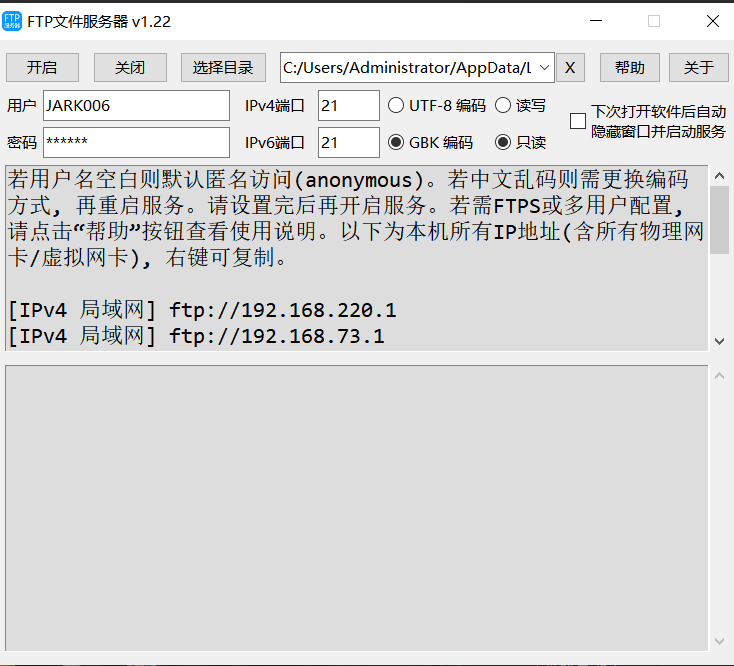 FTP
服务器
FTP文件服务器 v1.22
开启 关闭 选择目录 C:/Users/Administrator/AppData/L X 帮助 关于
用户 JARK006 IPv4端口 21 UTF-8 编码 读写
密码 ****** IPv6端口 21 GBK 编码 只读
下次打开软件后自动
隐藏窗口并启动服务
若用户名空白则默认匿名访问(anonymous)。若中文乱码则需更换编码
方式, 再重启服务。请设置完后再开启服务。若需FTPS或多用户配置,
请点击“帮助”按钮查看使用说明。以下为本机所有IP地址(含所有物理网
卡/虚拟网卡), 右键可复制。
[IPv4 局域网] ftp://192.168.220.1
[IPv4 局域网] ftp://192.168.73.1